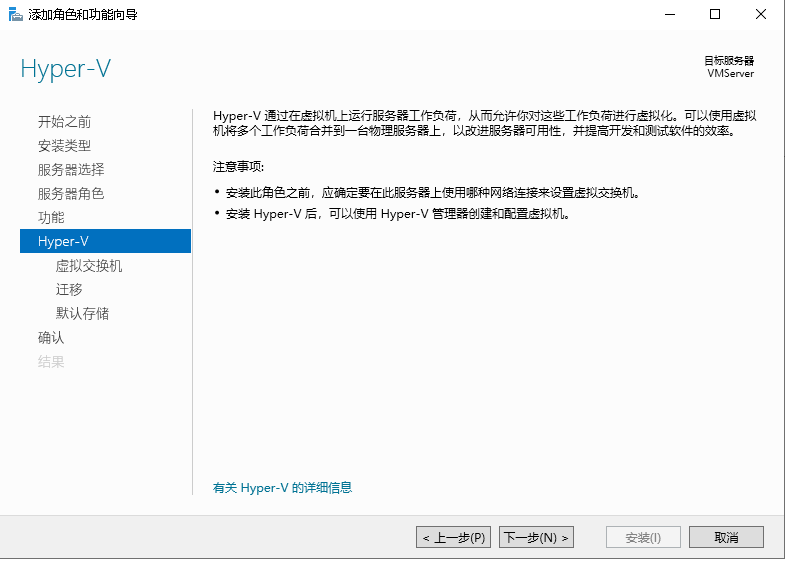 添加角色和功能向导
Hyper-V
目标服务器
VMServer
开始之前
安装类型
服务器选择
服务器角色
功能
Hyper-V
虚拟交换机
迁移
默认存储
确认
结果
Hyper-V 通过在虚拟机上运行服务器工作负荷，从而允许你对这些工作负荷进行虚拟化。可以使用虚拟
机将多个工作负荷合并到一台物理服务器上，以改进服务器可用性，并提高开发和测试软件的效率。
注意事项:
• 安装此角色之前，应确定要在此服务器上使用哪种网络连接来设置虚拟交换机。
• 安装 Hyper-V 后，可以使用 Hyper-V 管理器创建和配置虚拟机。
有关 Hyper-V 的详细信息
< 上一步(P)
下一步(N) >
安装(I)
取消